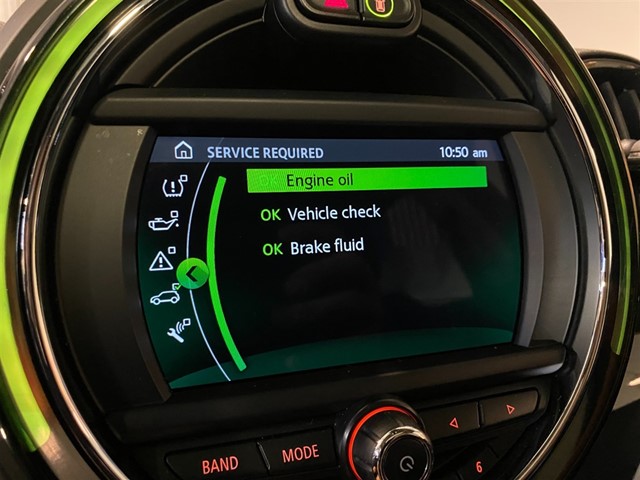 SERVICE REQUIRED 10:50 am
OK Engine oil
OK Vehicle check
OK Brake fluid
BAND MODE
6